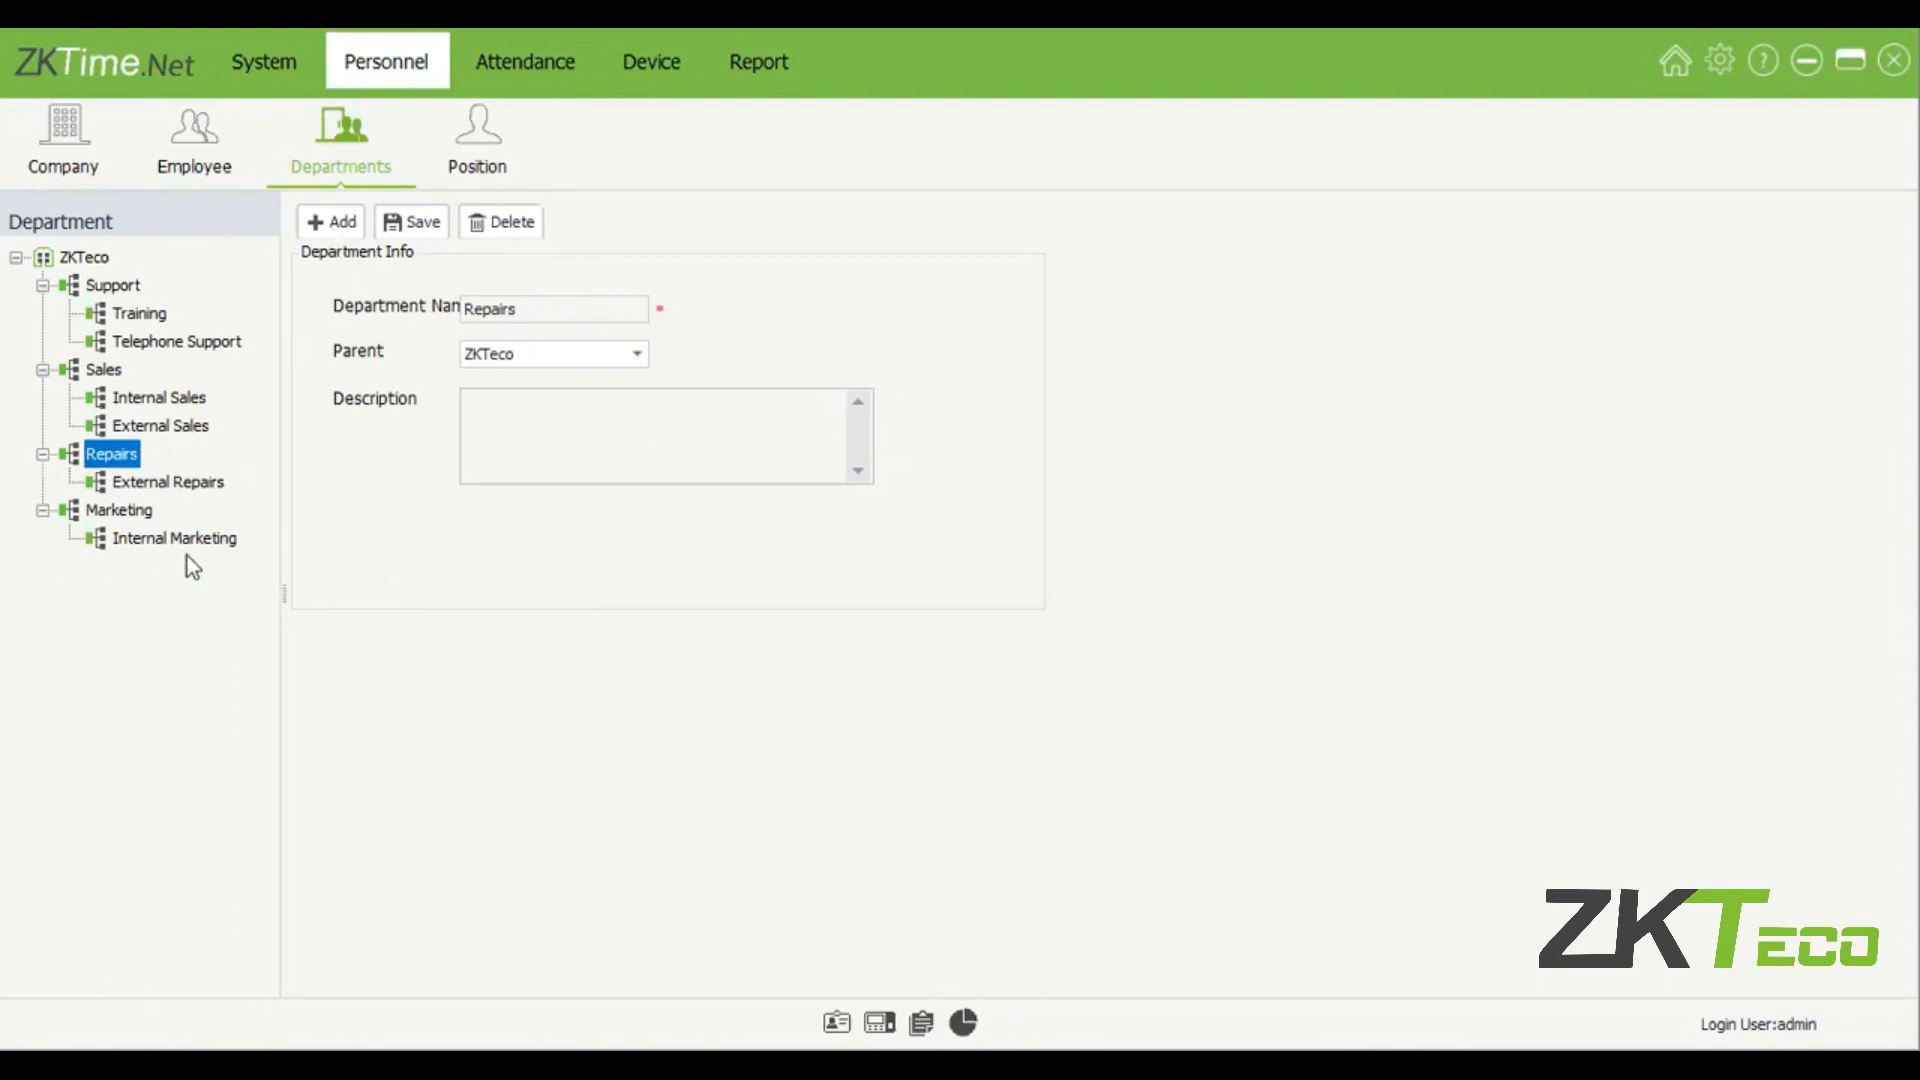 ZKTime.Net System Personnel Attendance Device Report
Company Employee Departments Position
Department
Add Save Delete
Department Info
ZKTeco
Support
Training
Telephone Support
Sales
Internal Sales
External Sales
Repairs
External Repairs
Marketing
Internal Marketing
Department Nan Repairs *
Parent ZKTeco
Description
ZKTeco
Login User:admin